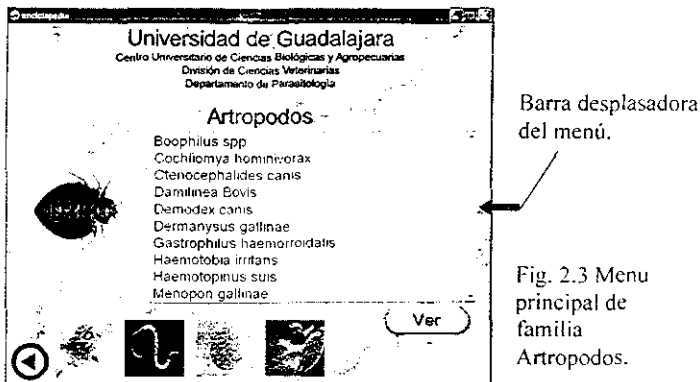 enciclopedia
Universidad de Guadalajara
Centro Universitario de Ciencias Biológicas y Agropecuarias
División de Ciencias Veterinarias
Departamento de Parasitología
Artropodos
Boophilus spp
Cochliomya hominivorax
Ctenocephalides canis
Damilinea Bovis
Demodex canis
Dermanysus gallinae
Gastrophilus haemorroidalis
Haemotobia irritans
Haemotopinus suis
Menopon gallinae
Ver
Barra desplasadora
del menú.
Fig. 2.3 Menu
principal de
familia
Artropodos.